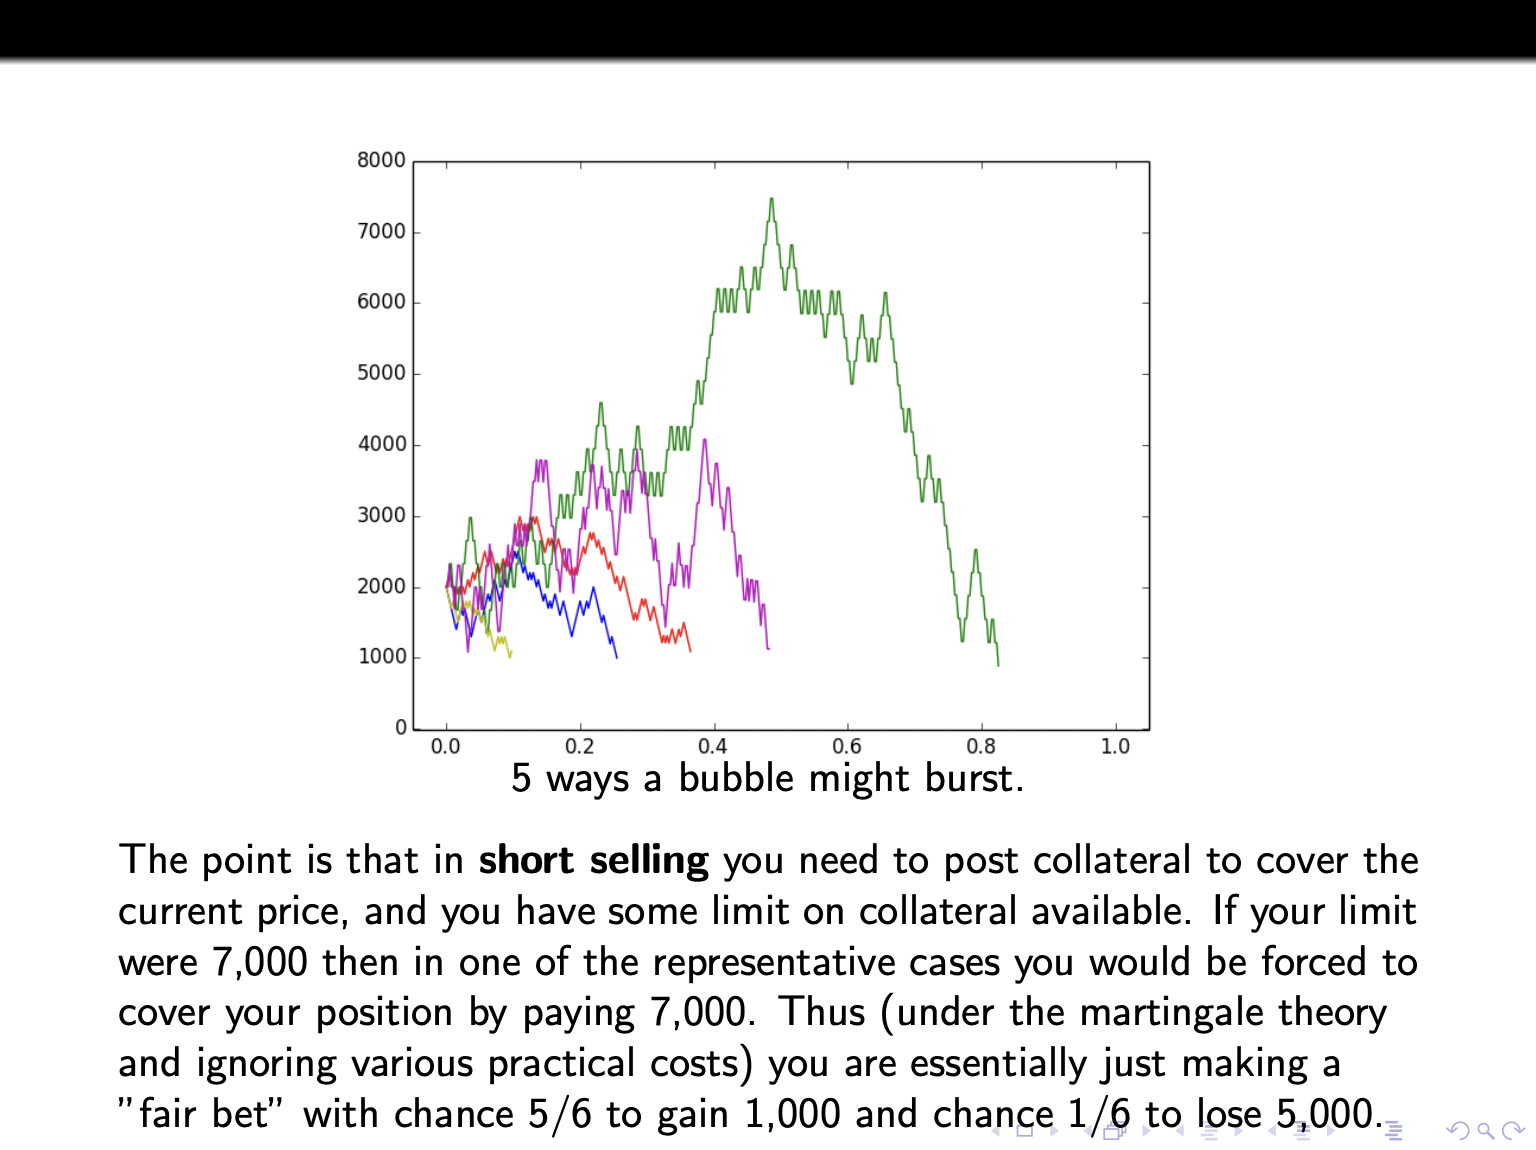 8000
7000
6000
5000
4000
3000
2000
1000
0
0.0 0.2 0.4 0.6 0.8 1.0
5 ways a bubble might burst.
The point is that in short selling you need to post collateral to cover the
current price, and you have some limit on collateral available. If your limit
were 7,000 then in one of the representative cases you would be forced to
cover your position by paying 7,000. Thus (under the martingale theory
and ignoring various practical costs) you are essentially just making a
”fair bet” with chance 5/6 to gain 1,000 and chance 1/6 to lose 5,000.